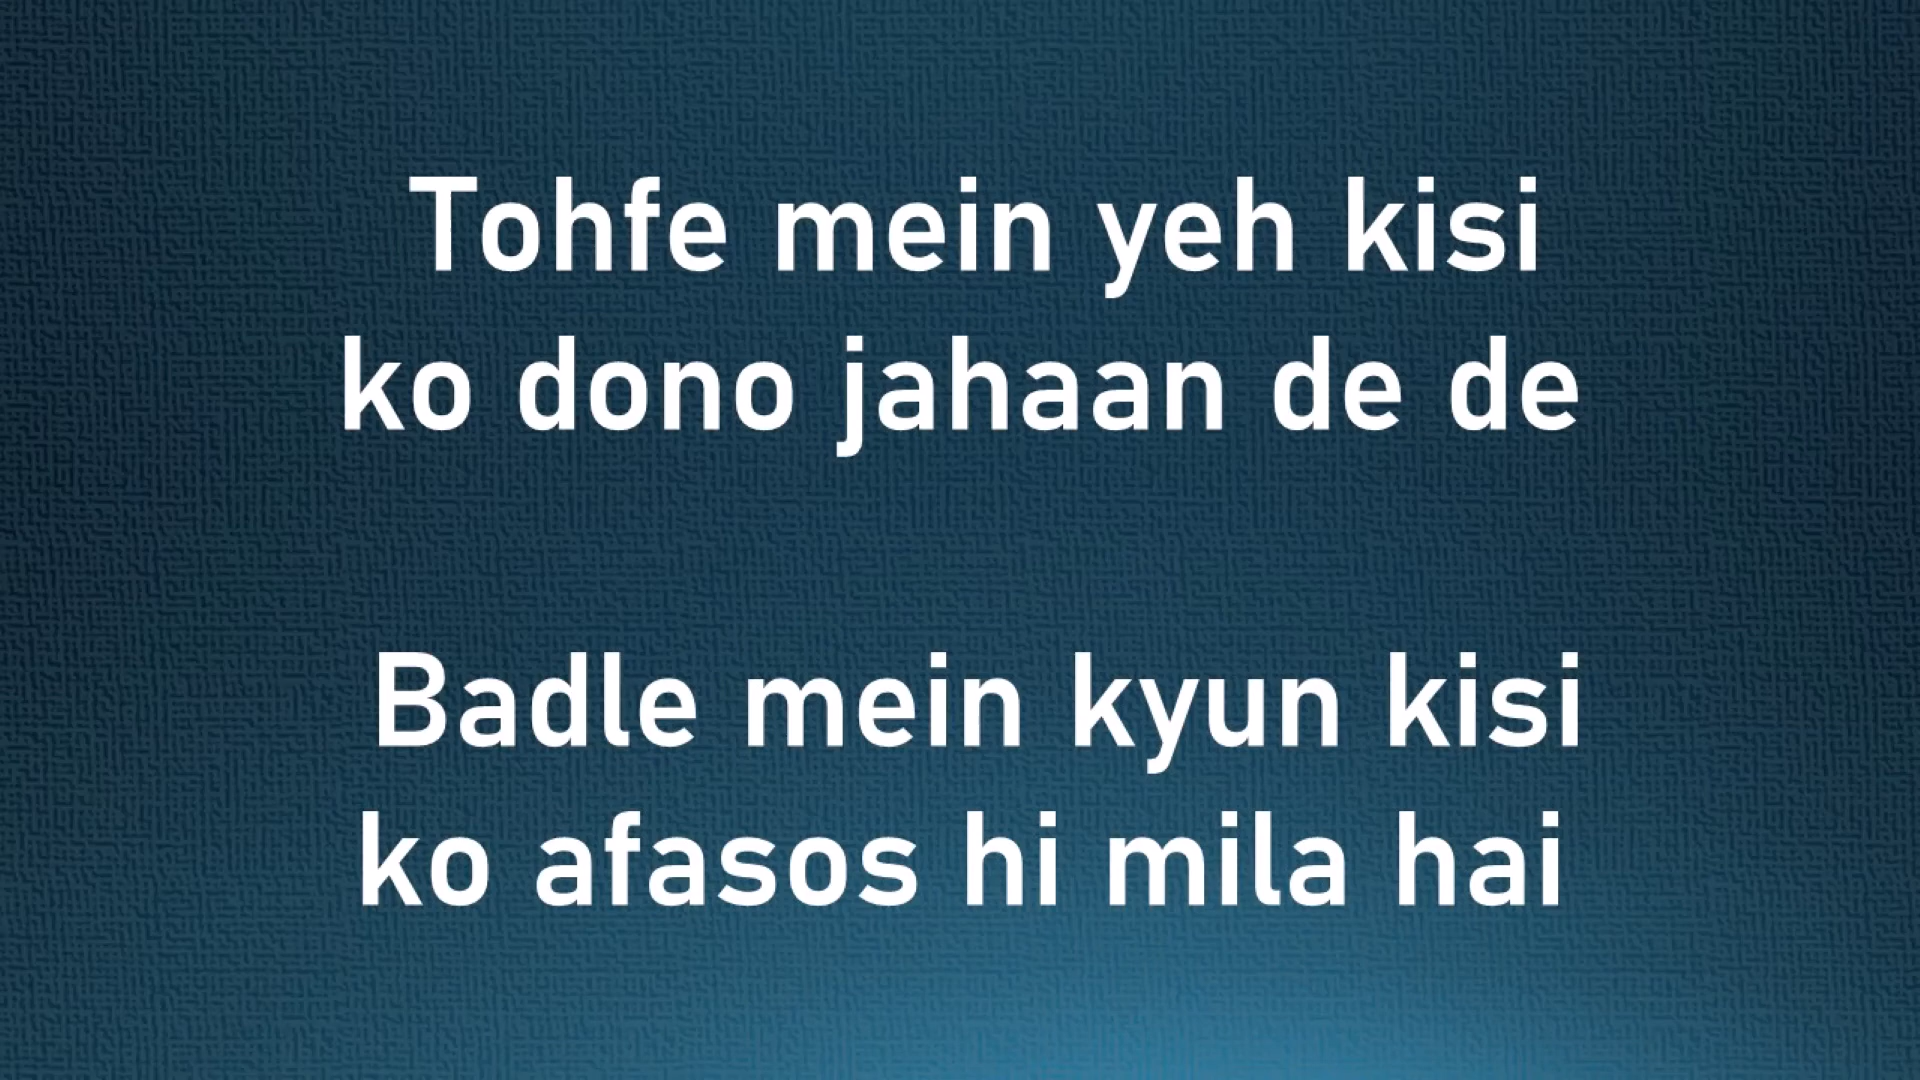 Tohfe mein yeh kisi
ko dono jahaan de de
Badle mein kyun kisi
ko afasos hi mila hai